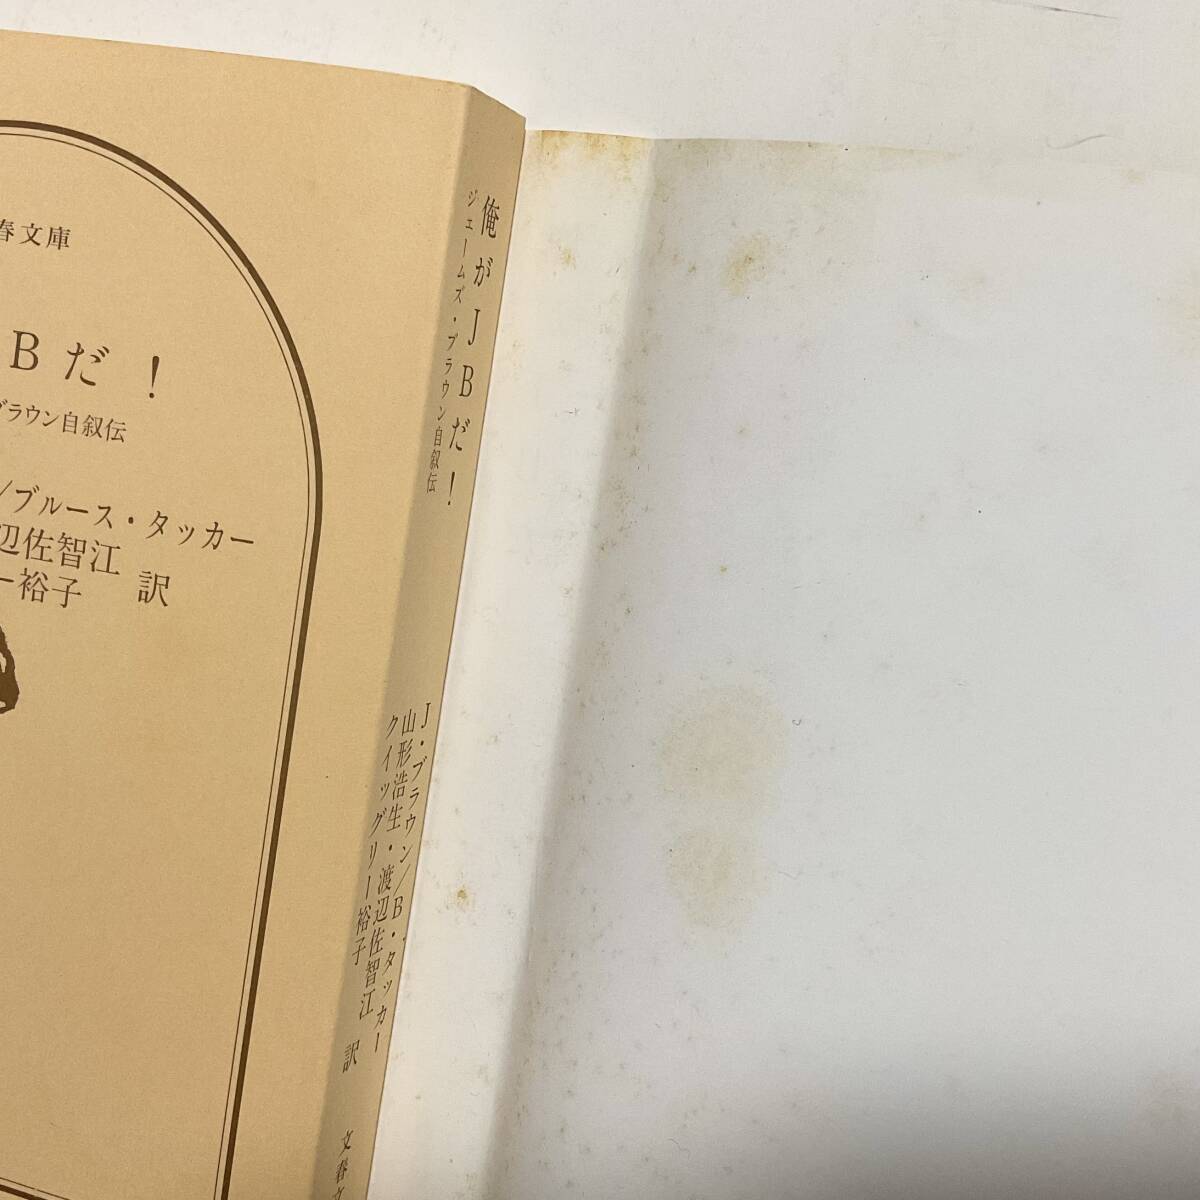 春文庫
Bだ!
ブラウン自叙伝
/ブルース・タッカー
辺佐智江
ー裕子 訳
俺がJBだ!
ジェームズ・ブラウン自叙伝
J・ブラウン/B・タッカー
山形浩生・渡辺佐智江
クイッグリー裕子 訳
文春文